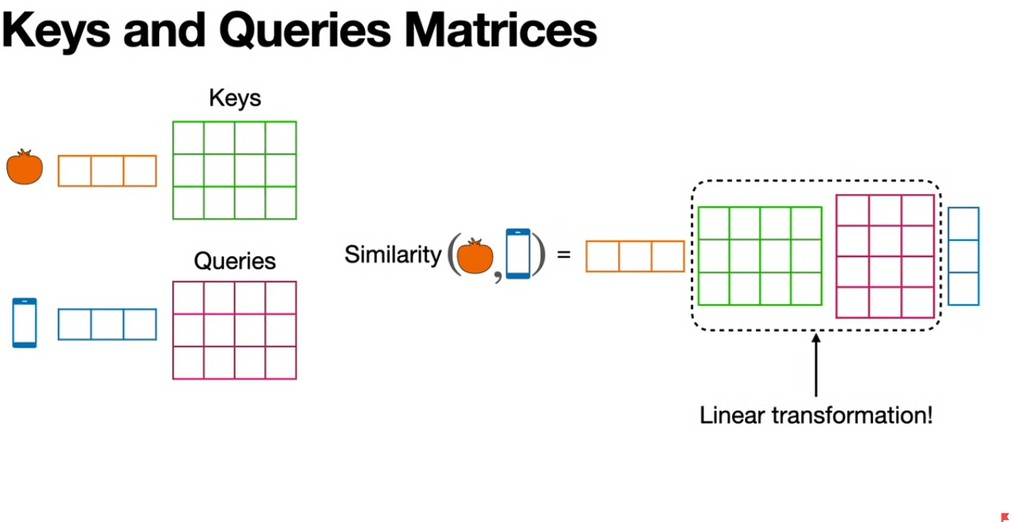 Keys and Queries Matrices
Keys
Queries
Similarity ( , ) =
Linear transformation!